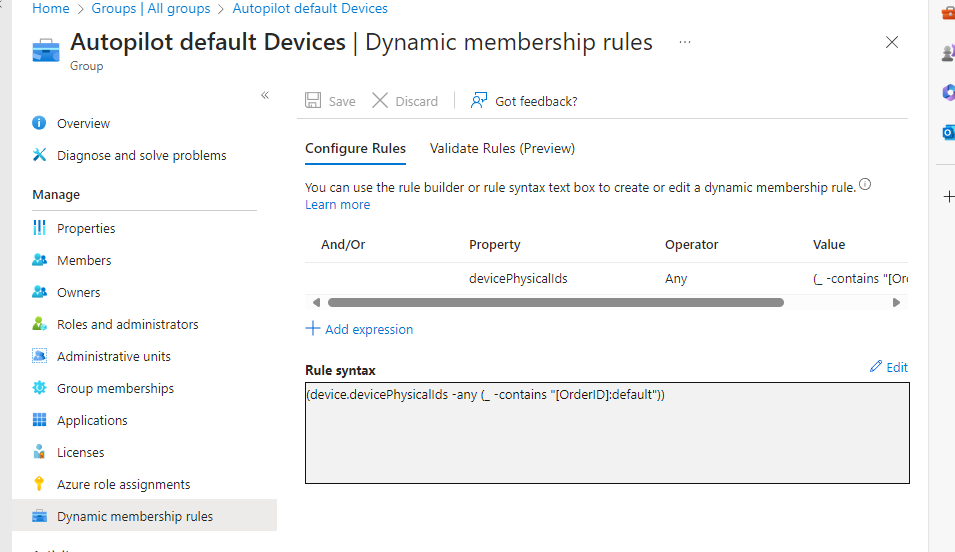 Home > Groups | All groups > Autopilot default Devices
Autopilot default Devices | Dynamic membership rules ...
Group
Overview
Diagnose and solve problems
Manage
Properties
Members
Owners
Roles and administrators
Administrative units
Group memberships
Applications
Licenses
Azure role assignments
Dynamic membership rules
Save Discard Got feedback?
Configure Rules Validate Rules (Preview)
You can use the rule builder or rule syntax text box to create or edit a dynamic membership rule.
Learn more
And/Or Property Operator Value
devicePhysicalIds Any (_ -contains "[Or
Add expression
Rule syntax Edit
(device.devicePhysicalIds -any (_ -contains "[OrderID]:default"))